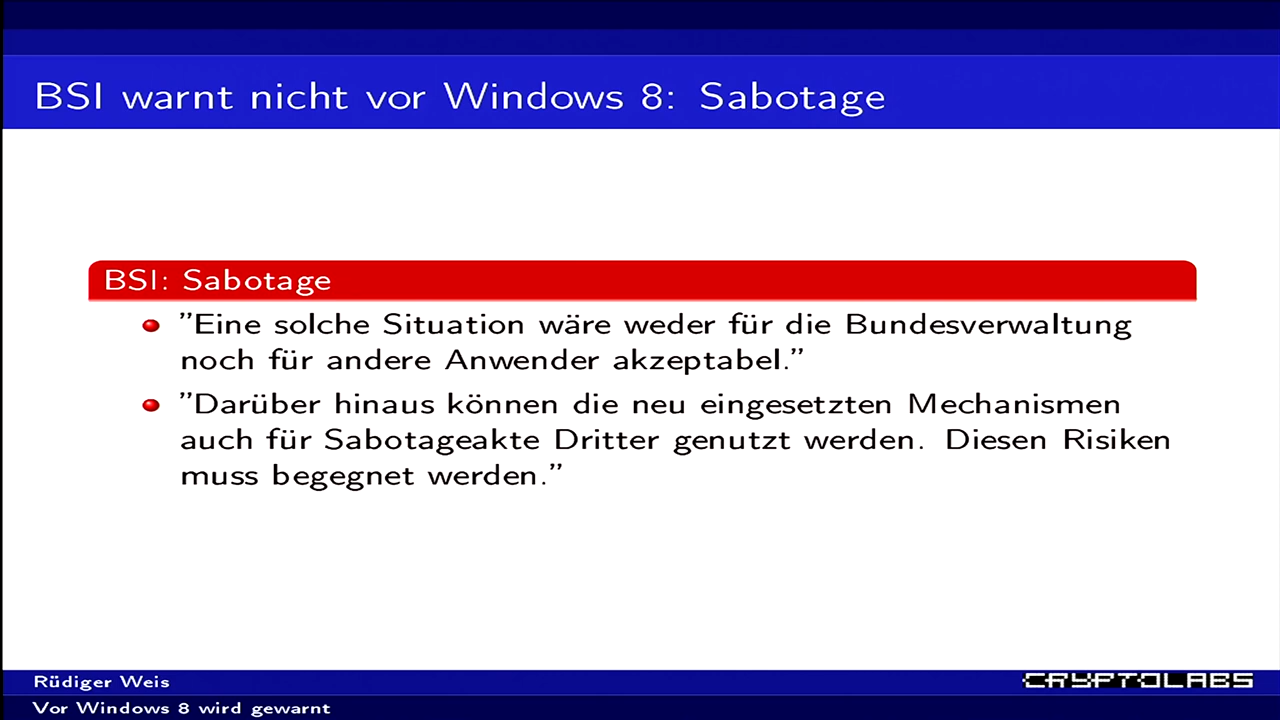 BSI warnt nicht vor Windows 8: Sabotage
BSI: Sabotage
”Eine solche Situation wäre weder für die Bundesverwaltung
noch für andere Anwender akzeptabel.”
”Darüber hinaus können die neu eingesetzten Mechanismen
auch für Sabotageakte Dritter genutzt werden. Diesen Risiken
muss begegnet werden.”
Rüdiger Weis
CRYPTOLABS
Vor Windows 8 wird gewarnt